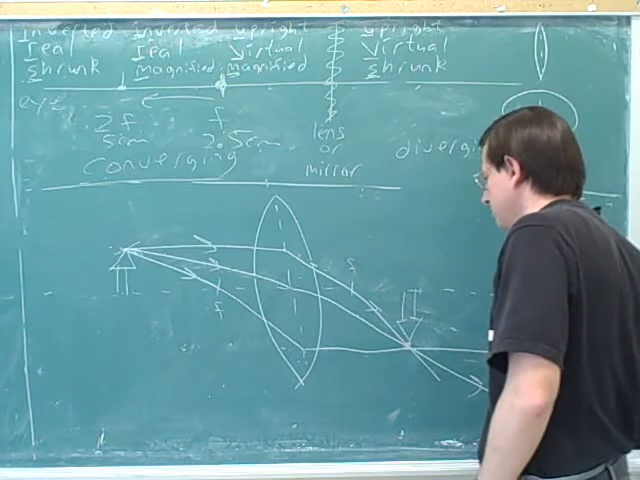 Inverted inverted upright upright
real real virtual virtual
shrunk magnified magnified shrunk
eye
2f f
5cm 2.5cm
converging
lens
or
mirror
f
f